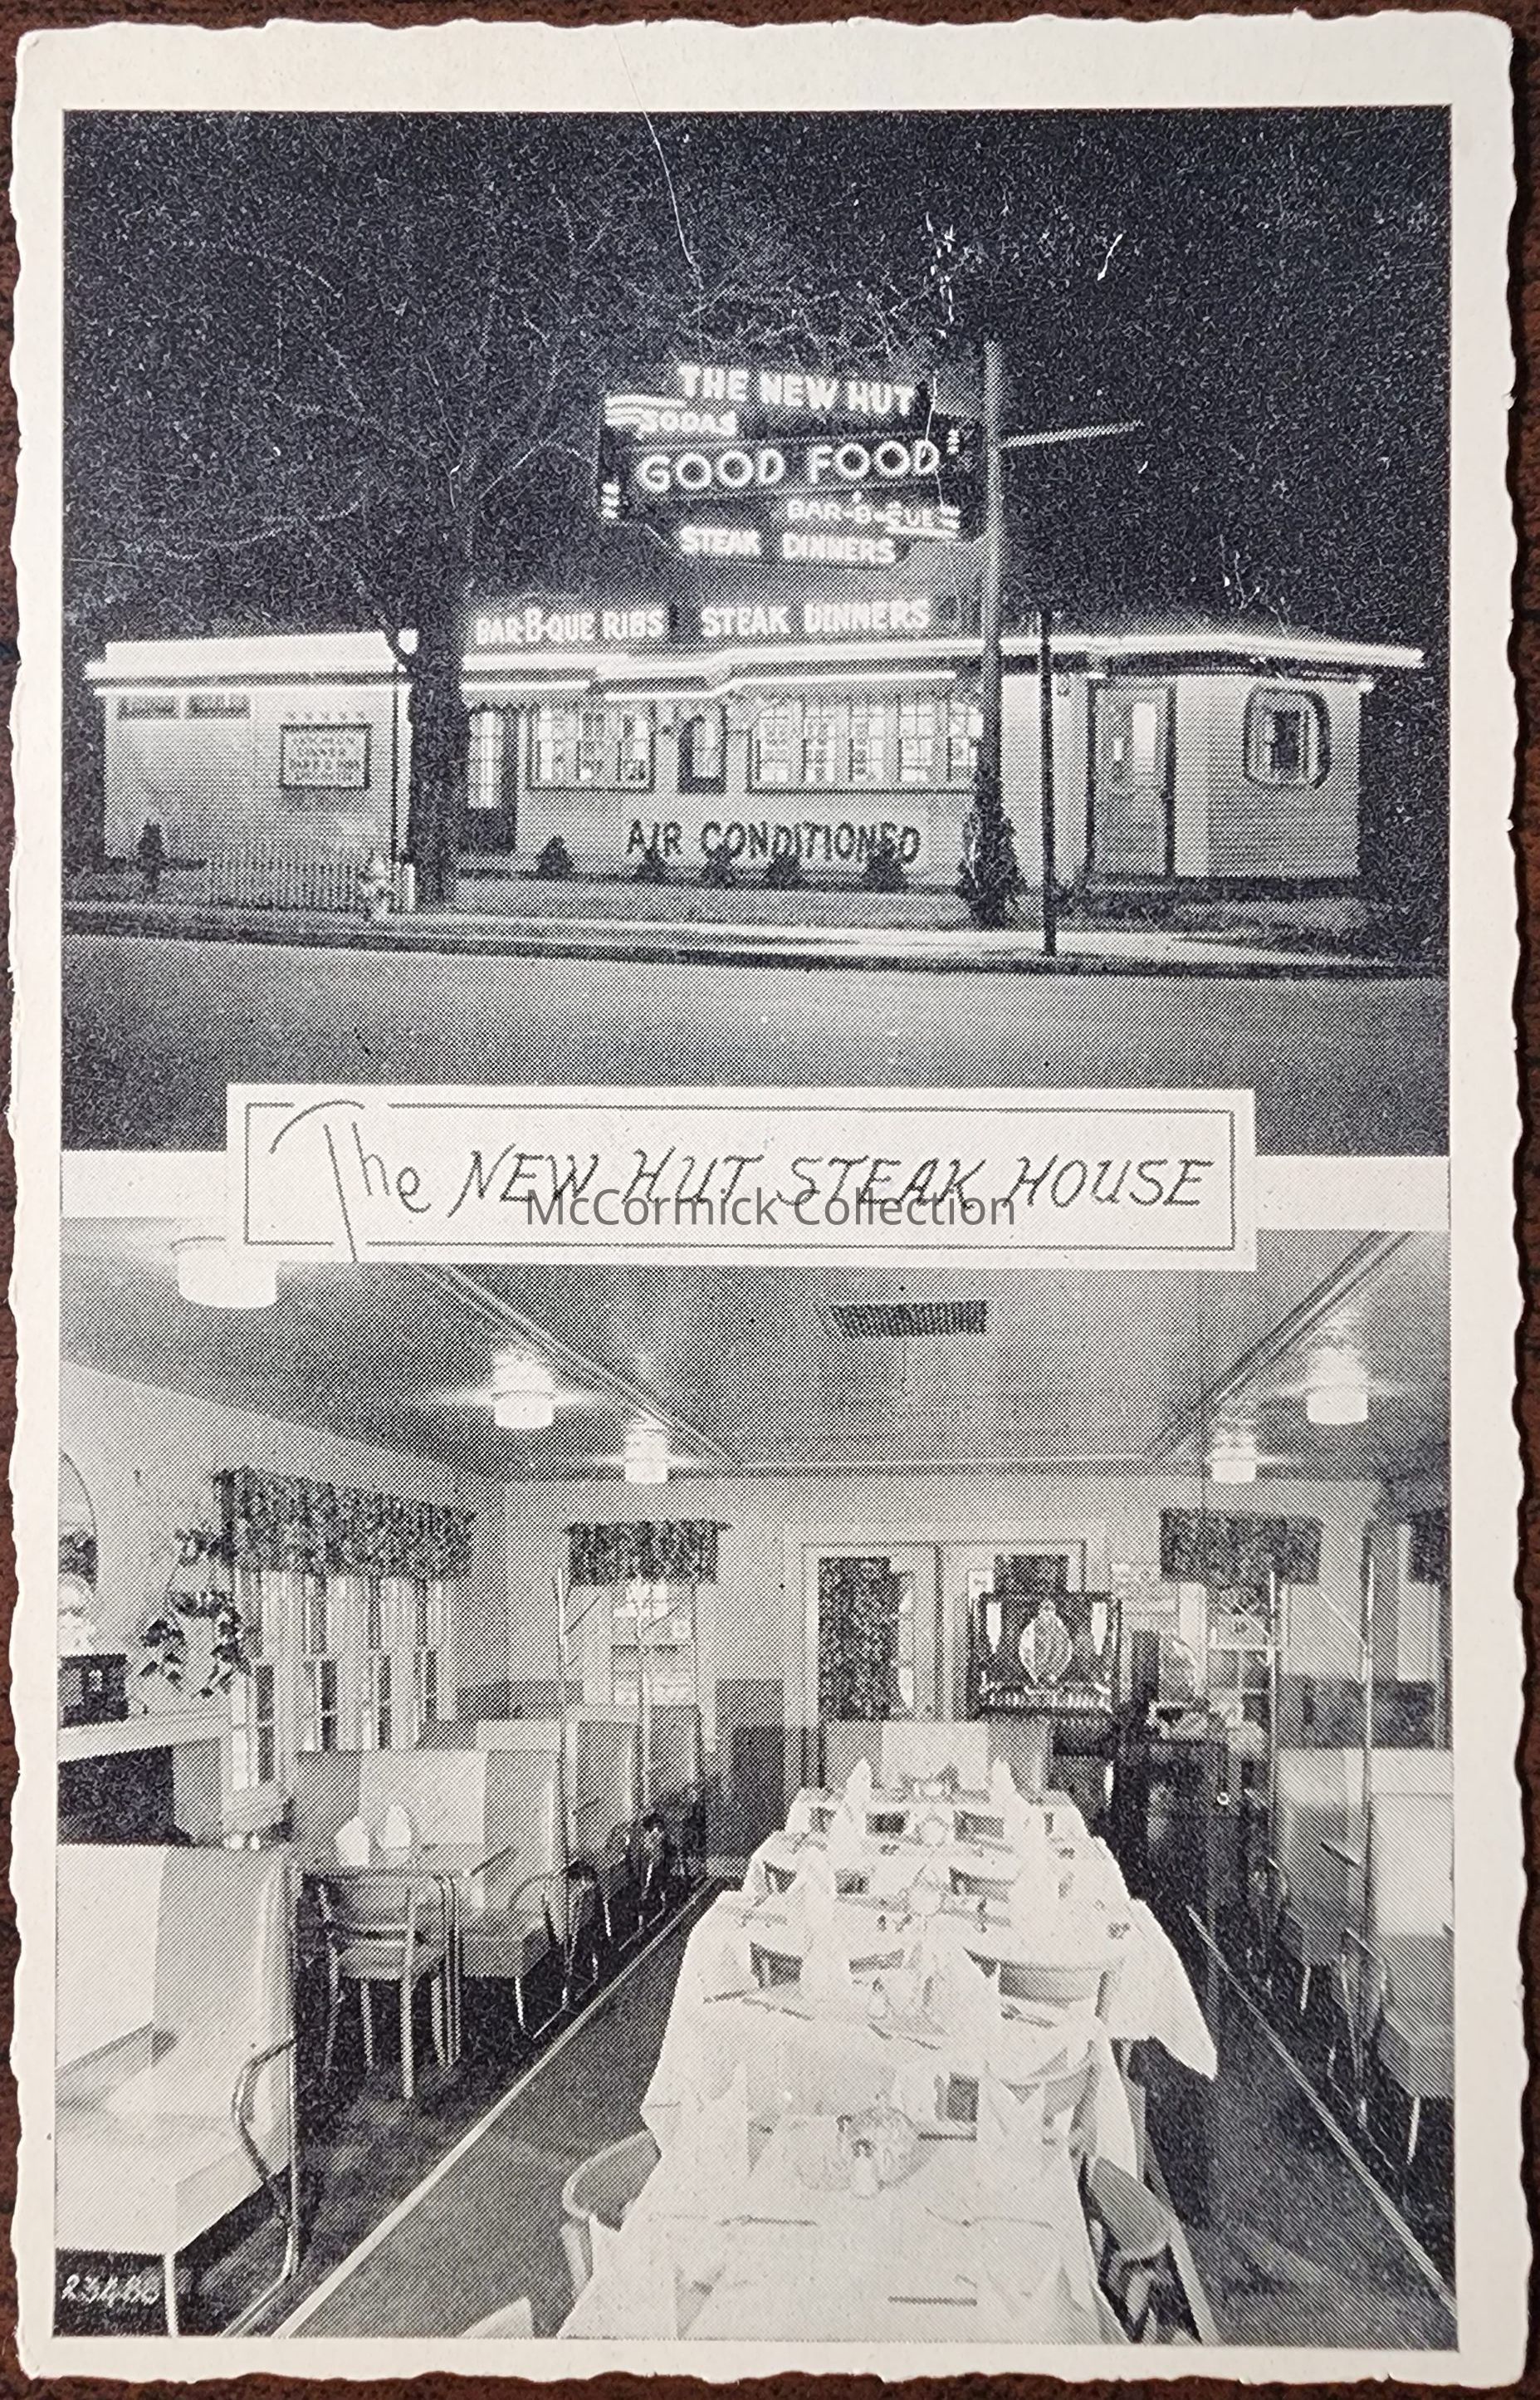 THE NEW HUT
SODAS
GOOD FOOD
BAR-B-CUE
STEAK DINNERS
BAR-B-QUE RIBS STEAK DINNERS
AIR CONDITIONED
The NEW HUT STEAK HOUSE
McCormick Collection